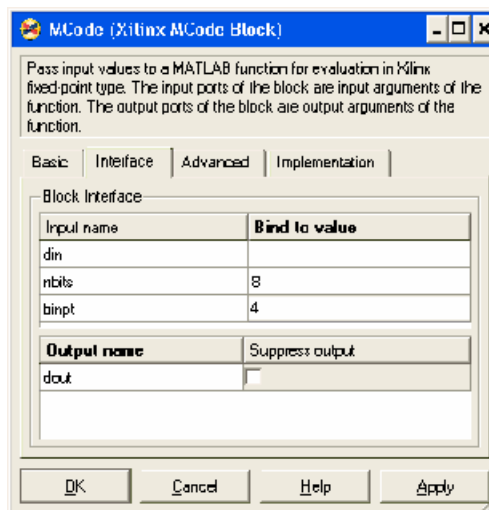 MCode (Xilinx MCode Block)
Pass input values to a MATLAB function for evaluation in Xilinx
fixed-point type. The input ports of the block are input arguments of the
function. The output ports of the block are output arguments of the
function.
Basic Interface Advanced Implementation
Block Interface
Input name Bind to value
din
nbits 8
binpt 4
Output name Suppress output
dout
OK Cancel Help Apply